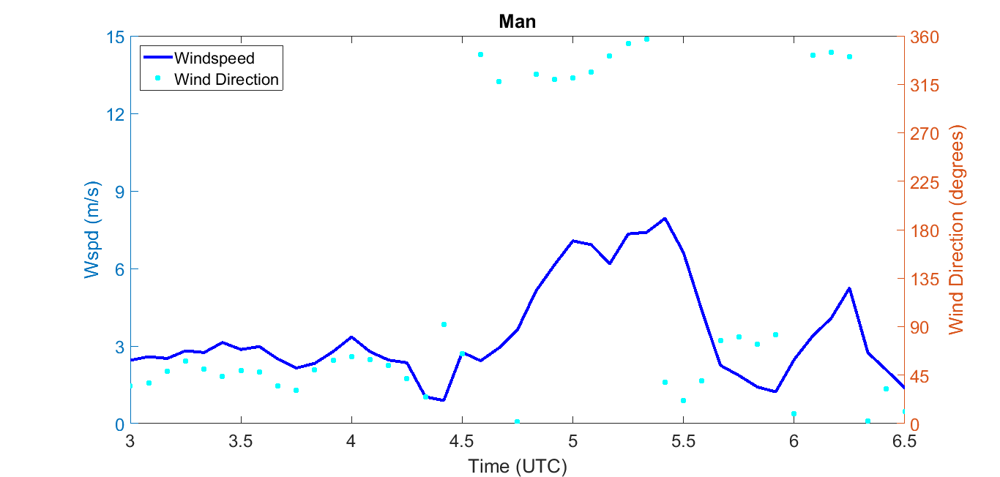 Man
Windspeed
Wind Direction
15
12
9
6
3
0
Wspd (m/s)
360
315
270
225
180
135
90
45
0
Wind Direction (degrees)
3 3.5 4 4.5 5 5.5 6 6.5
Time (UTC)